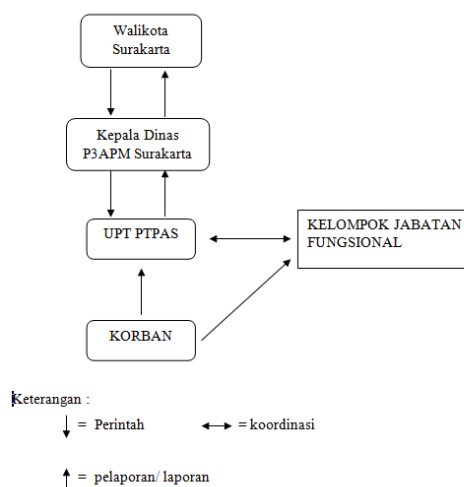 Walikota
Surakarta
Kepala Dinas
P3APM Surakarta
UPT PTPAS
KELOMPOK JABATAN
FUNGSIONAL
KORBAN
Keterangan :
= Perintah
= koordinasi
= pelaporan/ laporan